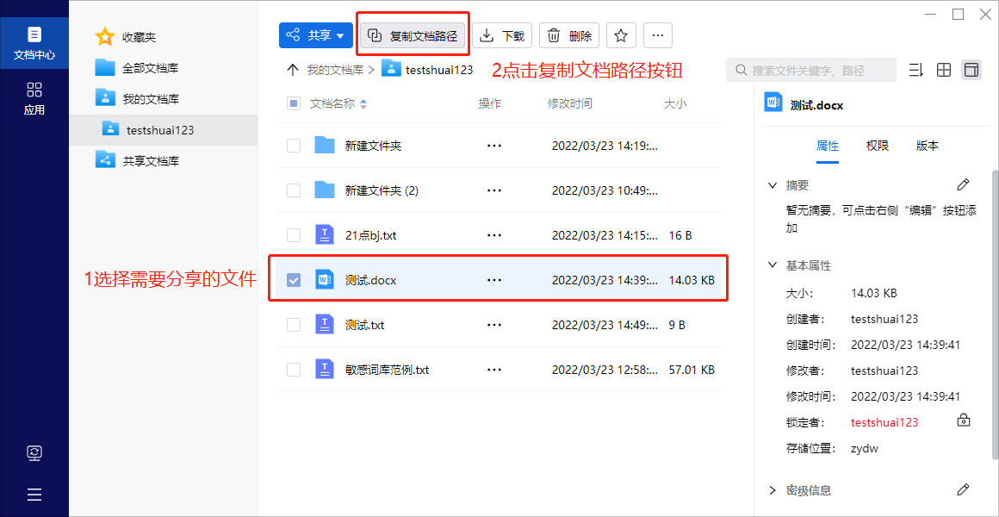 文档中心
应用
收藏夹
全部文档库
我的文档库
testshuai123
共享文档库
1选择需要分享的文件
共享 复制文档路径 下载 删除
我的文档库 testshuai123
2点击复制文档路径按钮
搜索文件关键字、路径
文档名称 操作 修改时间 大小
新建文件夹 2022/03/23 14:19:...
新建文件夹 (2) 2022/03/23 10:49:...
21点bj.txt 2022/03/23 14:15:... 16 B
测试.docx 2022/03/23 14:39:... 14.03 KB
测试.txt 2022/03/23 14:49:... 9 B
敏感词库范例.txt 2022/03/23 12:58:... 57.01 KB
测试.docx
属性 权限 版本
摘要
暂无摘要，可点击右侧“编辑”按钮添
加
基本属性
大小： 14.03 KB
创建者： testshuai123
创建时间： 2022/03/23 14:39:41
修改者： testshuai123
修改时间： 2022/03/23 14:39:41
锁定者： testshuai123
存储位置： zydw
密级信息